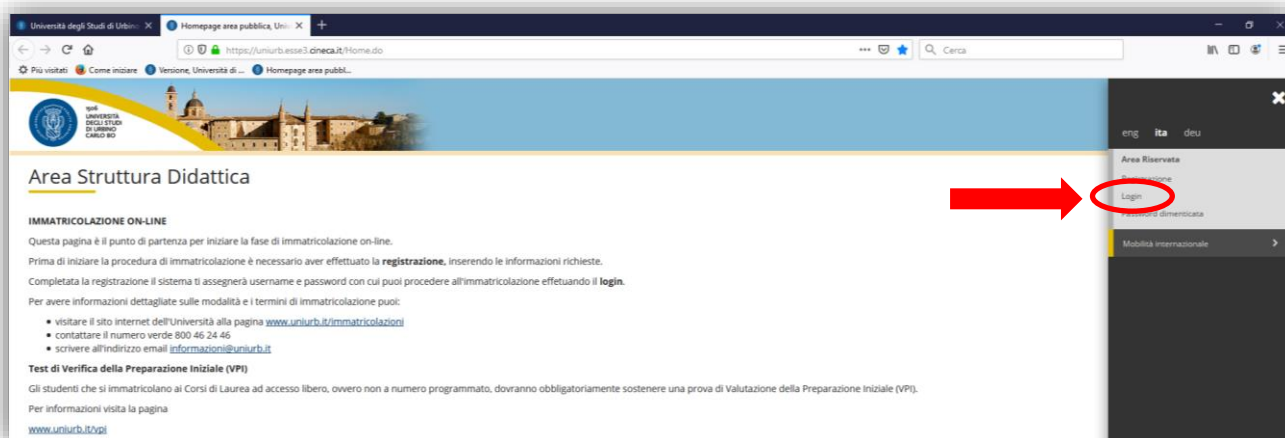 Università degli Studi di Urbino
Homepage area pubblica, Univ
https://uniurb.esse3.cineca.it/Home.do
Cerca
Più visitati Come iniziare Versione, Università di ... Homepage area pubbl...
1506
UNIVERSITÀ
DEGLI STUDI
DI URBINO
CARLO BO
eng ita deu
Area Riservata
Registrazione
Login
Password dimenticata
Mobilità internazionale
Area Struttura Didattica
IMMATRICOLAZIONE ON-LINE
Questa pagina è il punto di partenza per iniziare la fase di immatricolazione on-line.
Prima di iniziare la procedura di immatricolazione è necessario aver effettuato la registrazione, inserendo le informazioni richieste.
Completata la registrazione il sistema ti assegnerà username e password con cui puoi procedere all'immatricolazione effetuando il login.
Per avere informazioni dettagliate sulle modalità e i termini di immatricolazione puoi:
• visitare il sito internet dell'Università alla pagina www.uniurb.it/immatricolazioni
• contattare il numero verde 800 46 24 46
• scrivere all'indirizzo email informazioni@uniurb.it
Test di Verifica della Preparazione Iniziale (VPI)
Gli studenti che si immatricolano ai Corsi di Laurea ad accesso libero, ovvero non a numero programmato, dovranno obbligatoriamente sostenere una prova di Valutazione della Preparazione Iniziale (VPI).
Per informazioni visita la pagina
www.uniurb.it/vpi